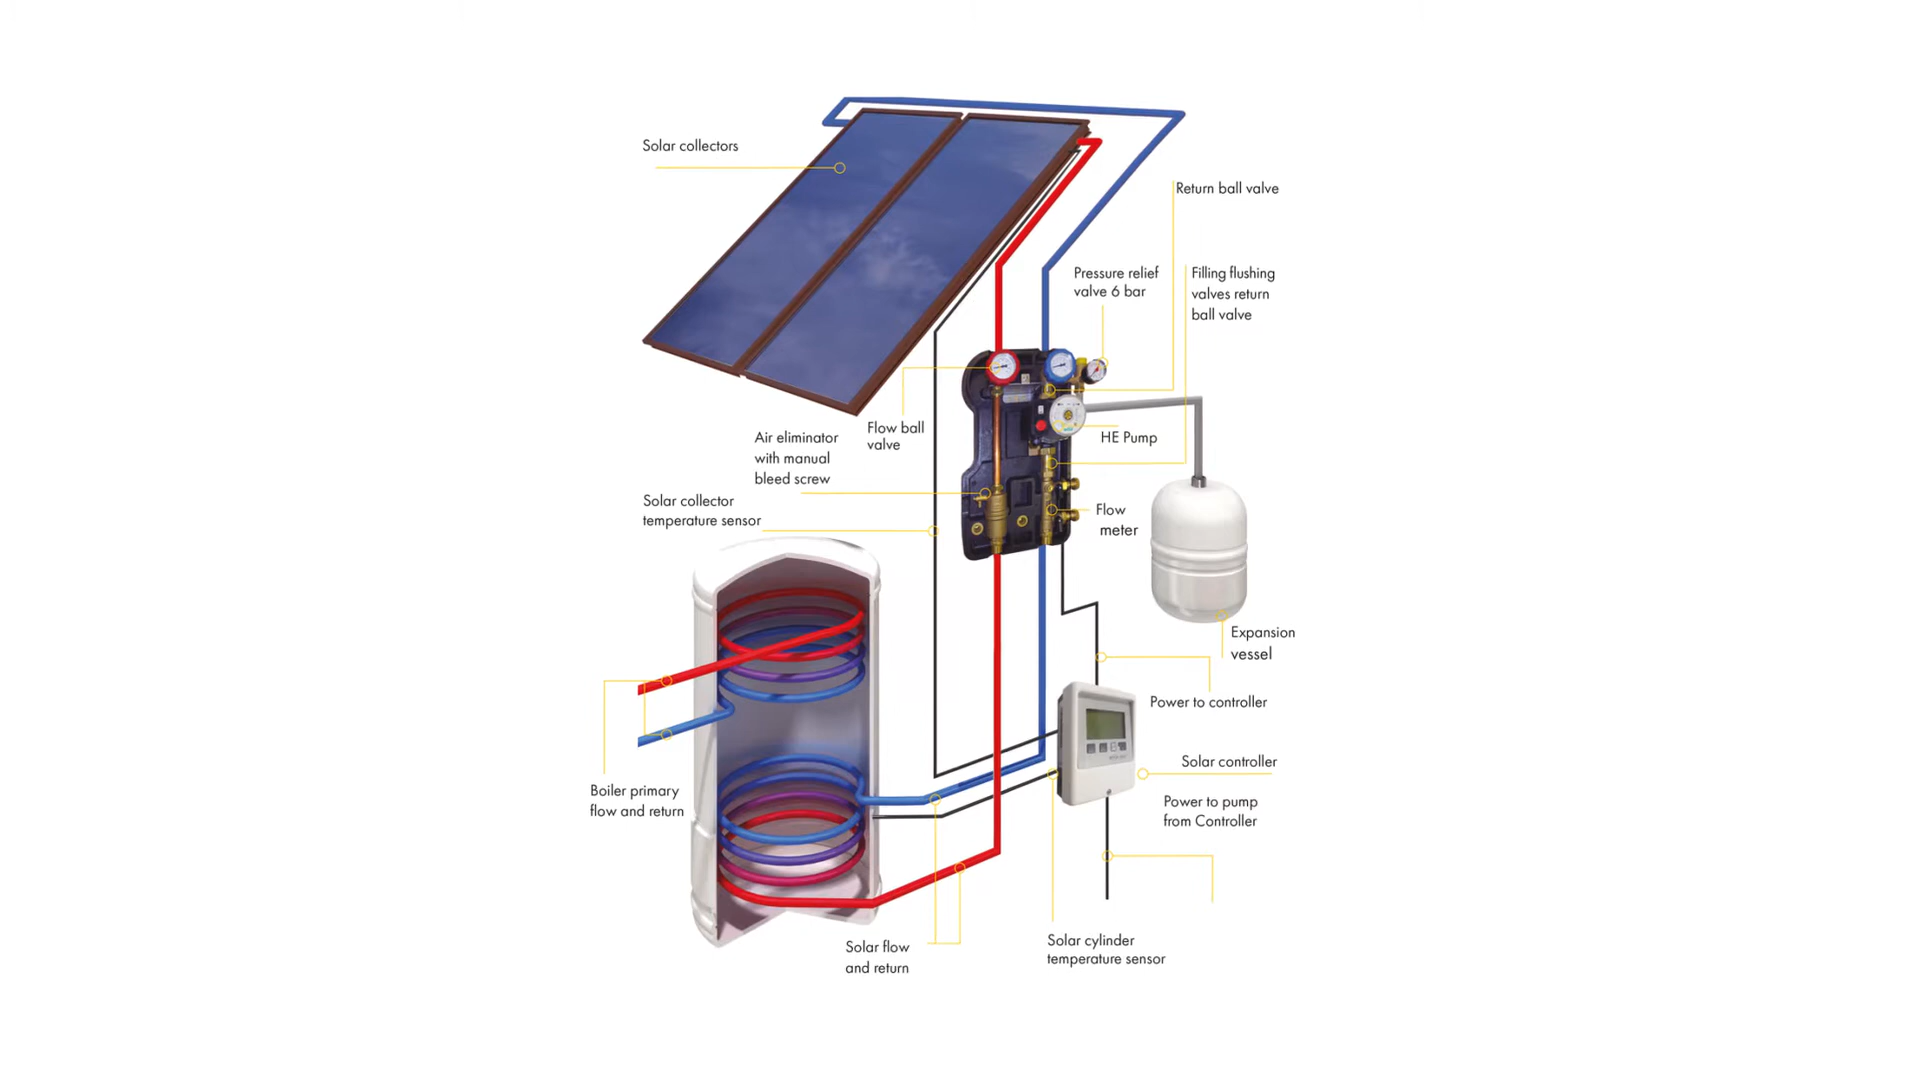 Solar collectors
Return ball valve
Pressure relief
valve 6 bar
Filling flushing
valves return
ball valve
Flow ball
valve
Air eliminator
with manual
bleed screw
HE Pump
Solar collector
temperature sensor
Flow
meter
Expansion
vessel
Power to controller
Solar controller
Boiler primary
flow and return
Power to pump
from Controller
Solar flow
and return
Solar cylinder
temperature sensor